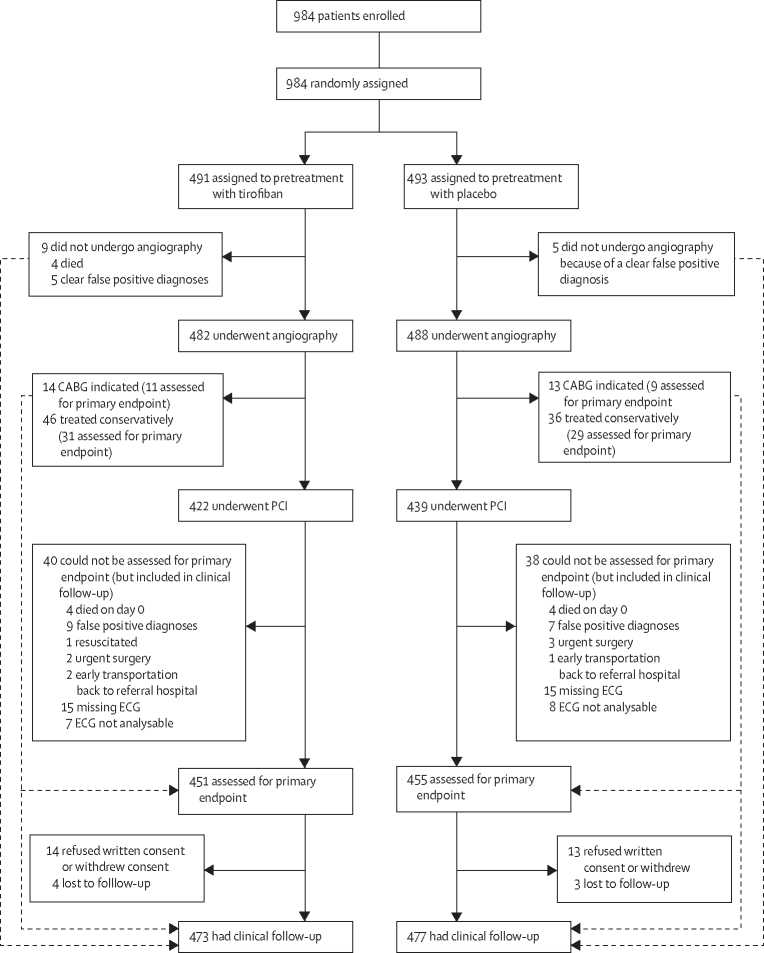 984 patients enrolled
984 randomly assigned
491 assigned to pretreatment
with tirofiban
493 assigned to pretreatment
with placebo
9 did not undergo angiography
4 died
5 clear false positive diagnoses
5 did not undergo angiography
because of a clear false positive
diagnosis
482 underwent angiography
488 underwent angiography
14 CABG indicated (11 assessed
for primary endpoint)
46 treated conservatively
(31 assessed for primary
endpoint)
13 CABG indicated (9 assessed
for primary endpoint
36 treated conservatively
(29 assessed for primary
endpoint)
422 underwent PCI
439 underwent PCI
40 could not be assessed for primary
endpoint (but included in clinical
follow-up)
4 died on day 0
9 false positive diagnoses
1 resuscitated
2 urgent surgery
2 early transportation
back to referral hospital
15 missing ECG
7 ECG not analysable
38 could not be assessed for primary
endpoint (but included in clinical
follow-up)
4 died on day 0
7 false positive diagnoses
3 urgent surgery
1 early transportation
back to referral hospital
15 missing ECG
8 ECG not analysable
451 assessed for primary
endpoint
455 assessed for primary
endpoint
14 refused written consent
or withdrew consent
4 lost to folllow-up
13 refused written
consent or withdrew
3 lost to follow-up
473 had clinical follow-up
477 had clinical follow-up